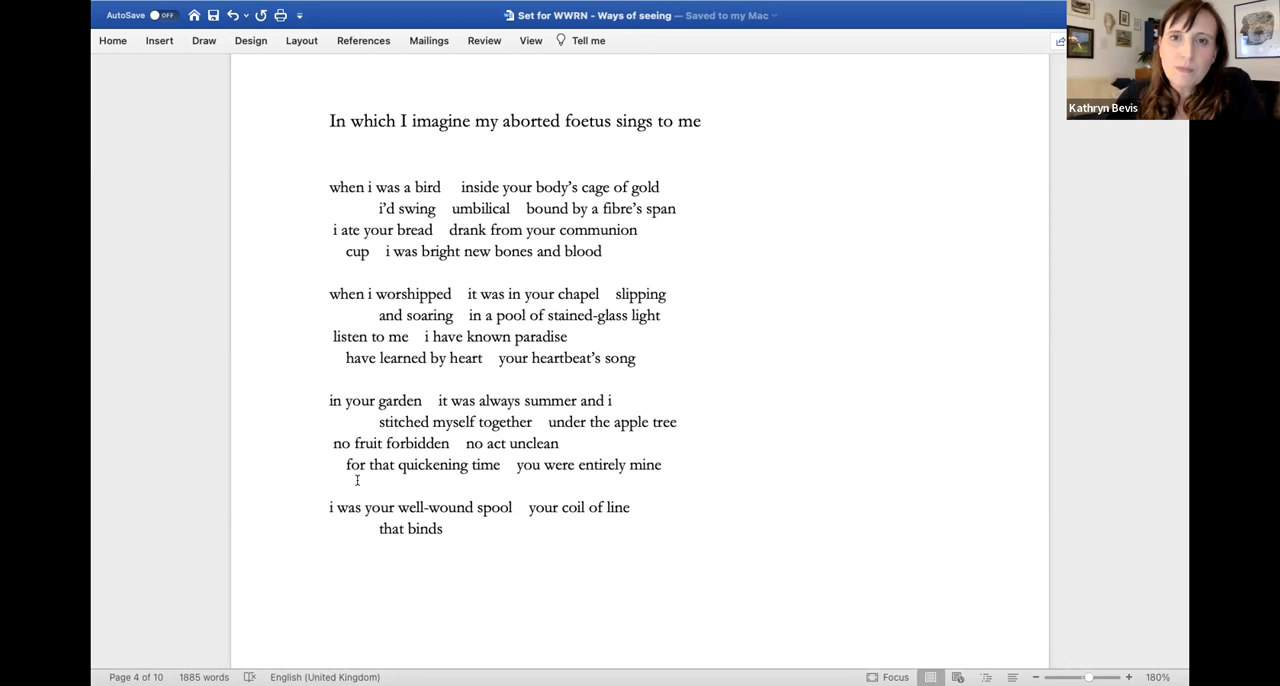 AutoSave OFF Set for WWRN - Ways of seeing — Saved to my Mac
Home Insert Draw Design Layout References Mailings Review View Tell me
Kathryn Bevis
In which I imagine my aborted foetus sings to me
when i was a bird inside your body’s cage of gold
i’d swing umbilical bound by a fibre’s span
i ate your bread drank from your communion
cup i was bright new bones and blood
when i worshipped it was in your chapel slipping
and soaring in a pool of stained-glass light
listen to me i have known paradise
have learned by heart your heartbeat’s song
in your garden it was always summer and i
stitched myself together under the apple tree
no fruit forbidden no act unclean
for that quickening time you were entirely mine
i was your well-wound spool your coil of line
that binds
Page 4 of 10 1885 words English (United Kingdom) Focus 180%